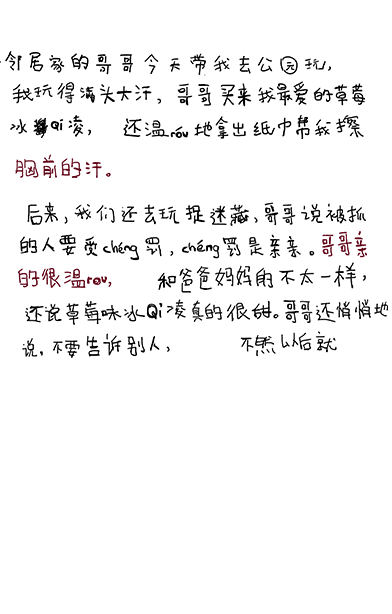 邻居家的哥哥今天带我去公园玩,
我玩得满头大汗,哥哥买来我最爱的草莓
冰Qi凌,还温róu地拿出纸巾帮我擦
胸前的汗。
后来,我们还去玩捉迷藏,哥哥说被抓
的人要受chéng罚,chéng罚是亲亲。哥哥亲
的很温rou,和爸爸妈妈的不太一样,
还说草莓味冰Qi凌真的很甜。哥哥还悄悄地
说,不要告诉别人,不然以后就